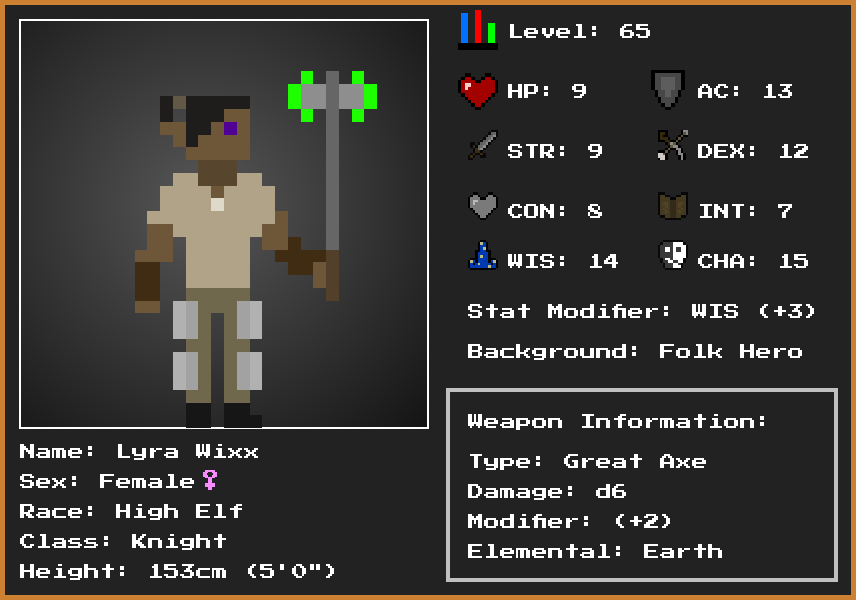 Level: 65
HP: 9
AC: 13
STR: 9
DEX: 12
CON: 8
INT: 7
WIS: 14
CHA: 15
Stat Modifier: WIS (+3)
Background: Folk Hero
Weapon Information:
Type: Great Axe
Damage: d6
Modifier: (+2)
Elemental: Earth
Name: Lyra Wixx
Sex: Female♀
Race: High Elf
Class: Knight
Height: 153cm (5'0")